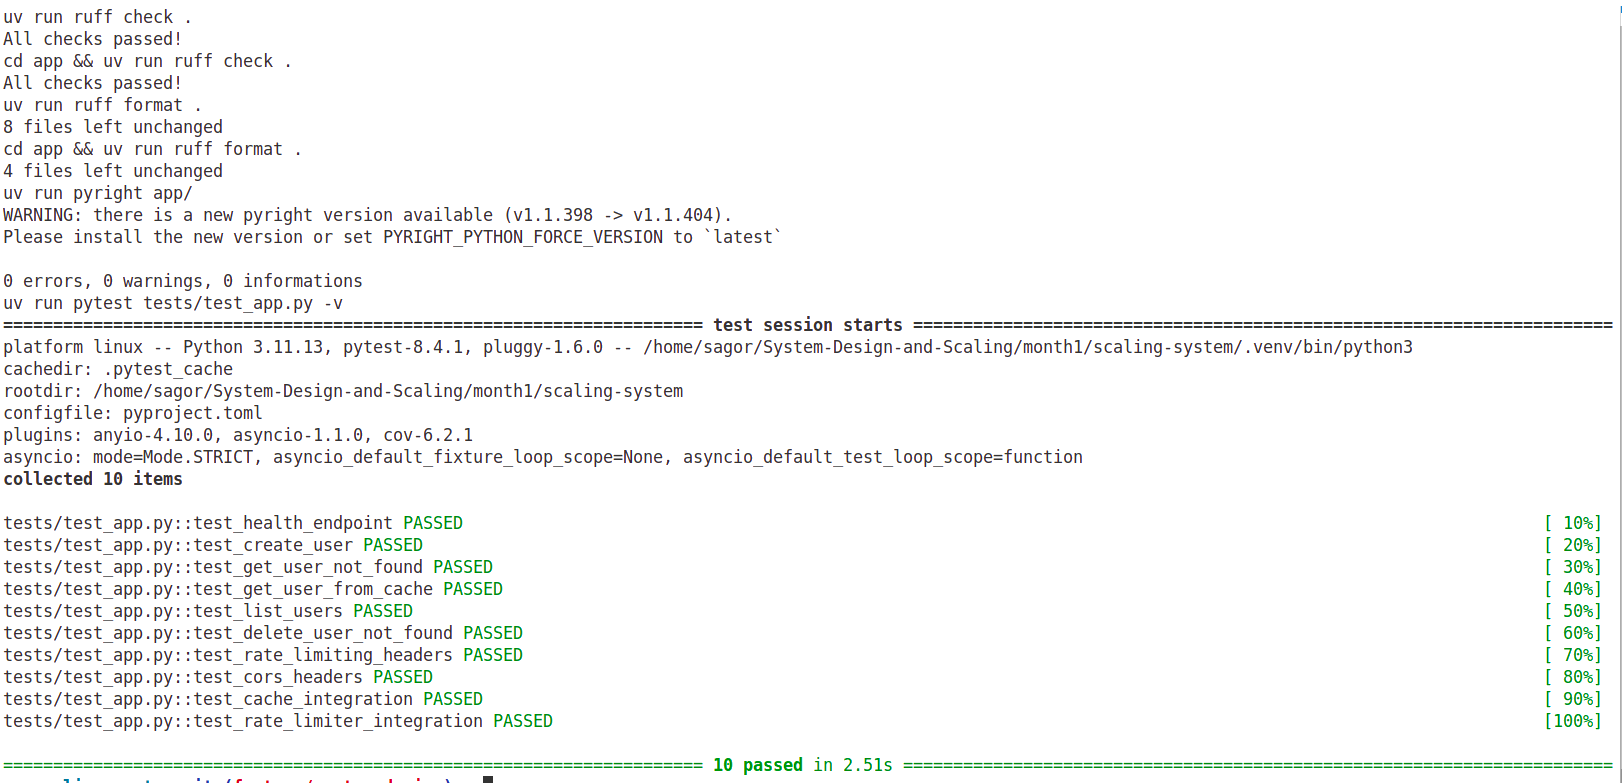 uv run ruff check .
All checks passed!
cd app && uv run ruff check .
All checks passed!
uv run ruff format .
8 files left unchanged
cd app && uv run ruff format .
4 files left unchanged
uv run pyright app/
WARNING: there is a new pyright version available (v1.1.398 -> v1.1.404).
Please install the new version or set PYRIGHT_PYTHON_FORCE_VERSION to `latest`
0 errors, 0 warnings, 0 informations
uv run pytest tests/test_app.py -v
====================================================================== test session starts ======================================================================
platform linux -- Python 3.11.13, pytest-8.4.1, pluggy-1.6.0 -- /home/sagor/System-Design-and-Scaling/month1/scaling-system/.venv/bin/python3
cachedir: .pytest_cache
rootdir: /home/sagor/System-Design-and-Scaling/month1/scaling-system
configfile: pyproject.toml
plugins: anyio-4.10.0, asyncio-1.1.0, cov-6.2.1
asyncio: mode=Mode.STRICT, asyncio_default_fixture_loop_scope=None, asyncio_default_test_loop_scope=function
collected 10 items
tests/test_app.py::test_health_endpoint PASSED [ 10%]
tests/test_app.py::test_create_user PASSED [ 20%]
tests/test_app.py::test_get_user_not_found PASSED [ 30%]
tests/test_app.py::test_get_user_from_cache PASSED [ 40%]
tests/test_app.py::test_list_users PASSED [ 50%]
tests/test_app.py::test_delete_user_not_found PASSED [ 60%]
tests/test_app.py::test_rate_limiting_headers PASSED [ 70%]
tests/test_app.py::test_cors_headers PASSED [ 80%]
tests/test_app.py::test_cache_integration PASSED [ 90%]
tests/test_app.py::test_rate_limiter_integration PASSED [100%]
====================================================================== 10 passed in 2.51s =======================================================================